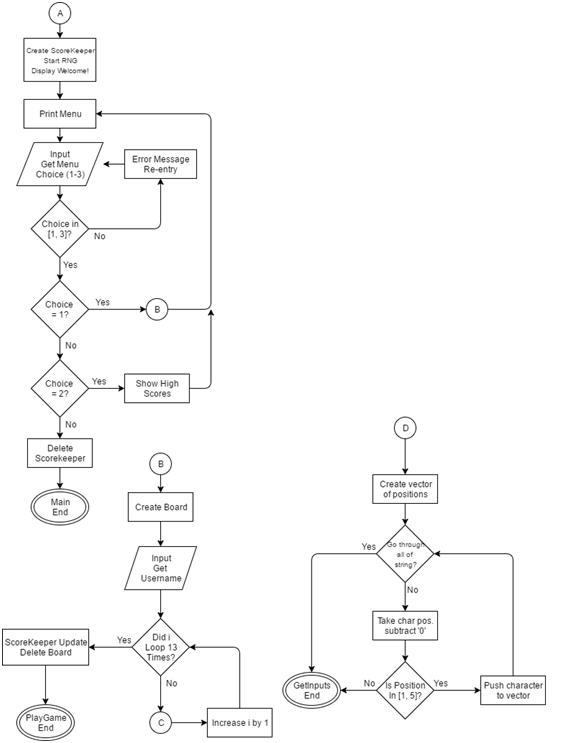 A
Create ScoreKeeper
Start RNG
Display Welcome!
Print Menu
Input
Get Menu
Choice (1-3)
Error Message
Re-entry
Choice in
[1, 3]?
No
Yes
Choice
= 1?
Yes
B
No
Choice
= 2?
Yes
Show High
Scores
No
Delete
Scorekeeper
Main
End
B
Create Board
Input
Get
Username
Did i
Loop 13
Times?
Yes
ScoreKeeper Update
Delete Board
PlayGame
End
No
C
Increase i by 1
D
Create vector
of positions
Go through
all of
string?
Yes
No
Take char pos.
subtract '0'
Is Position
In [1, 5]?
No
GetInputs
End
Yes
Push character
to vector